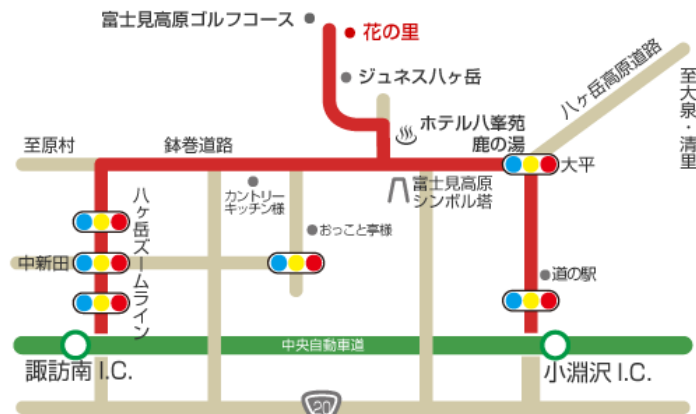 富士見高原ゴルフコース
花の里
ジュネス八ヶ岳
八ヶ岳高原道路
至大泉・清里
ホテル八峯苑
鹿の湯
至原村
鉢巻道路
大平
カントリー
キッチン様
富士見高原
シンボル塔
八ヶ岳ズームライン
おっこと亭様
中新田
道の駅
中央自動車道
諏訪南 I.C.
小淵沢 I.C.
20